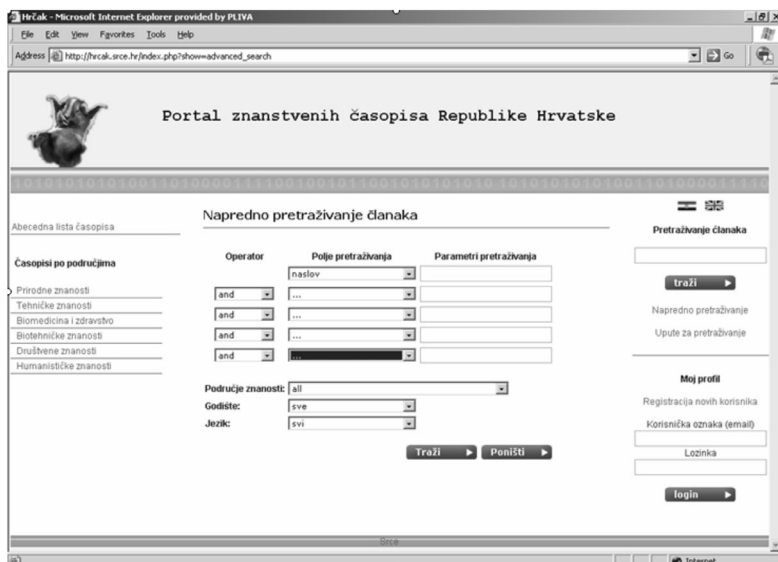 Hrčak - Microsoft Internet Explorer provided by PLIVA
File Edit View Favorites Tools Help
Address http://hrcak.srce.hr/index.php?show=advanced_search Go
Portal znanstvenih časopisa Republike Hrvatske
Abecedna lista časopisa
Časopisi po područjima
Prirodne znanosti
Tehničke znanosti
Biomedicina i zdravstvo
Biotehničke znanosti
Društvene znanosti
Humanističke znanosti
Napredno pretraživanje članaka
Operator Polje pretraživanja Parametri pretraživanja
naslov
and ...
and ...
and ...
and ...
Područje znanosti: all
Godište: sve
Jezik: svi
Traži Poništi
Pretraživanje članaka
traži
Napredno pretraživanje
Upute za pretraživanje
Moj profil
Registracija novih korisnika
Korisnička oznaka (email)
Lozinka
login
Srce
Internet